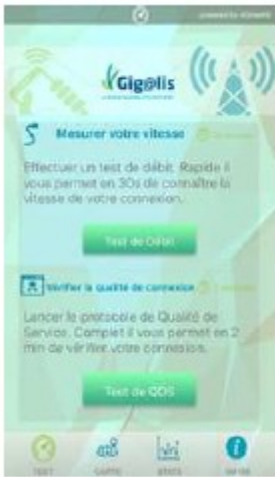 Gig@lis
Mesurer votre vitesse
Effectuer un test de débit. Rapide il
vous permet en 30s de connaître la
vitesse de votre connexion.
Test de Débit
Vérifier la qualité de connexion
Lancer le protocole de Qualité de
Service. Complet il vous permet en 2
min de vérifier votre connexion.
Test de QOS
TEST CARTE STATS INFOS